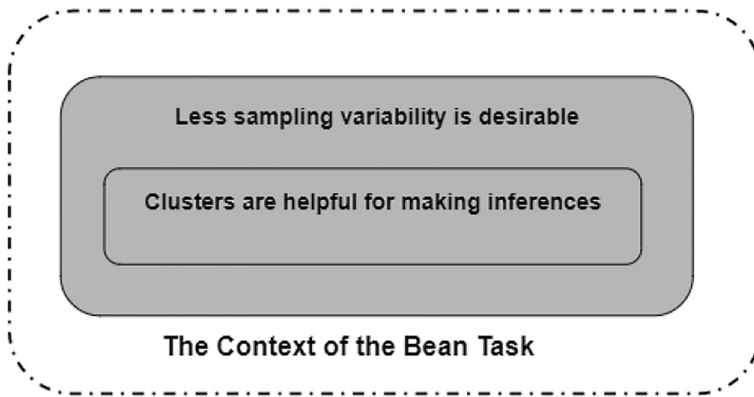 Less sampling variability is desirable
Clusters are helpful for making inferences
The Context of the Bean Task